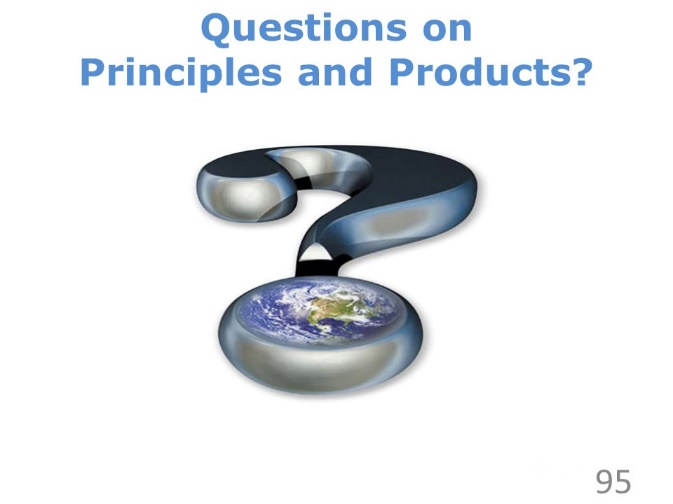 Questions on
Principles and Products?
95